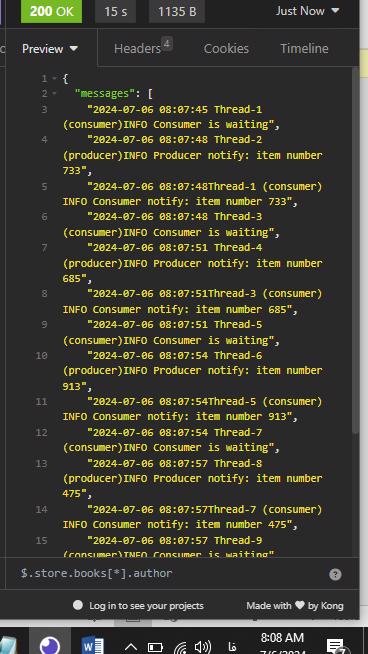 200 OK 15 s 1135 B Just Now
Preview Headers 4 Cookies Timeline
1 {
2 "messages": [
3 "2024-07-06 08:07:45 Thread-1
(consumer)INFO Consumer is waiting",
4 "2024-07-06 08:07:48 Thread-2
(producer)INFO Producer notify: item number
733",
5 "2024-07-06 08:07:48Thread-1 (consumer)
INFO Consumer notify: item number 733",
6 "2024-07-06 08:07:48 Thread-3
(consumer)INFO Consumer is waiting",
7 "2024-07-06 08:07:51 Thread-4
(producer)INFO Producer notify: item number
685",
8 "2024-07-06 08:07:51Thread-3 (consumer)
INFO Consumer notify: item number 685",
9 "2024-07-06 08:07:51 Thread-5
(consumer)INFO Consumer is waiting",
10 "2024-07-06 08:07:54 Thread-6
(producer)INFO Producer notify: item number
913",
11 "2024-07-06 08:07:54Thread-5 (consumer)
INFO Consumer notify: item number 913",
12 "2024-07-06 08:07:54 Thread-7
(consumer)INFO Consumer is waiting",
13 "2024-07-06 08:07:57 Thread-8
(producer)INFO Producer notify: item number
475",
14 "2024-07-06 08:07:57Thread-7 (consumer)
INFO Consumer notify: item number 475",
15 "2024-07-06 08:07:57 Thread-9
(consumer)INFO Consumer is waiting"
$.store.books[*].author ?
Log in to see your projects Made with ♥ by Kong
فا 8:08 AM